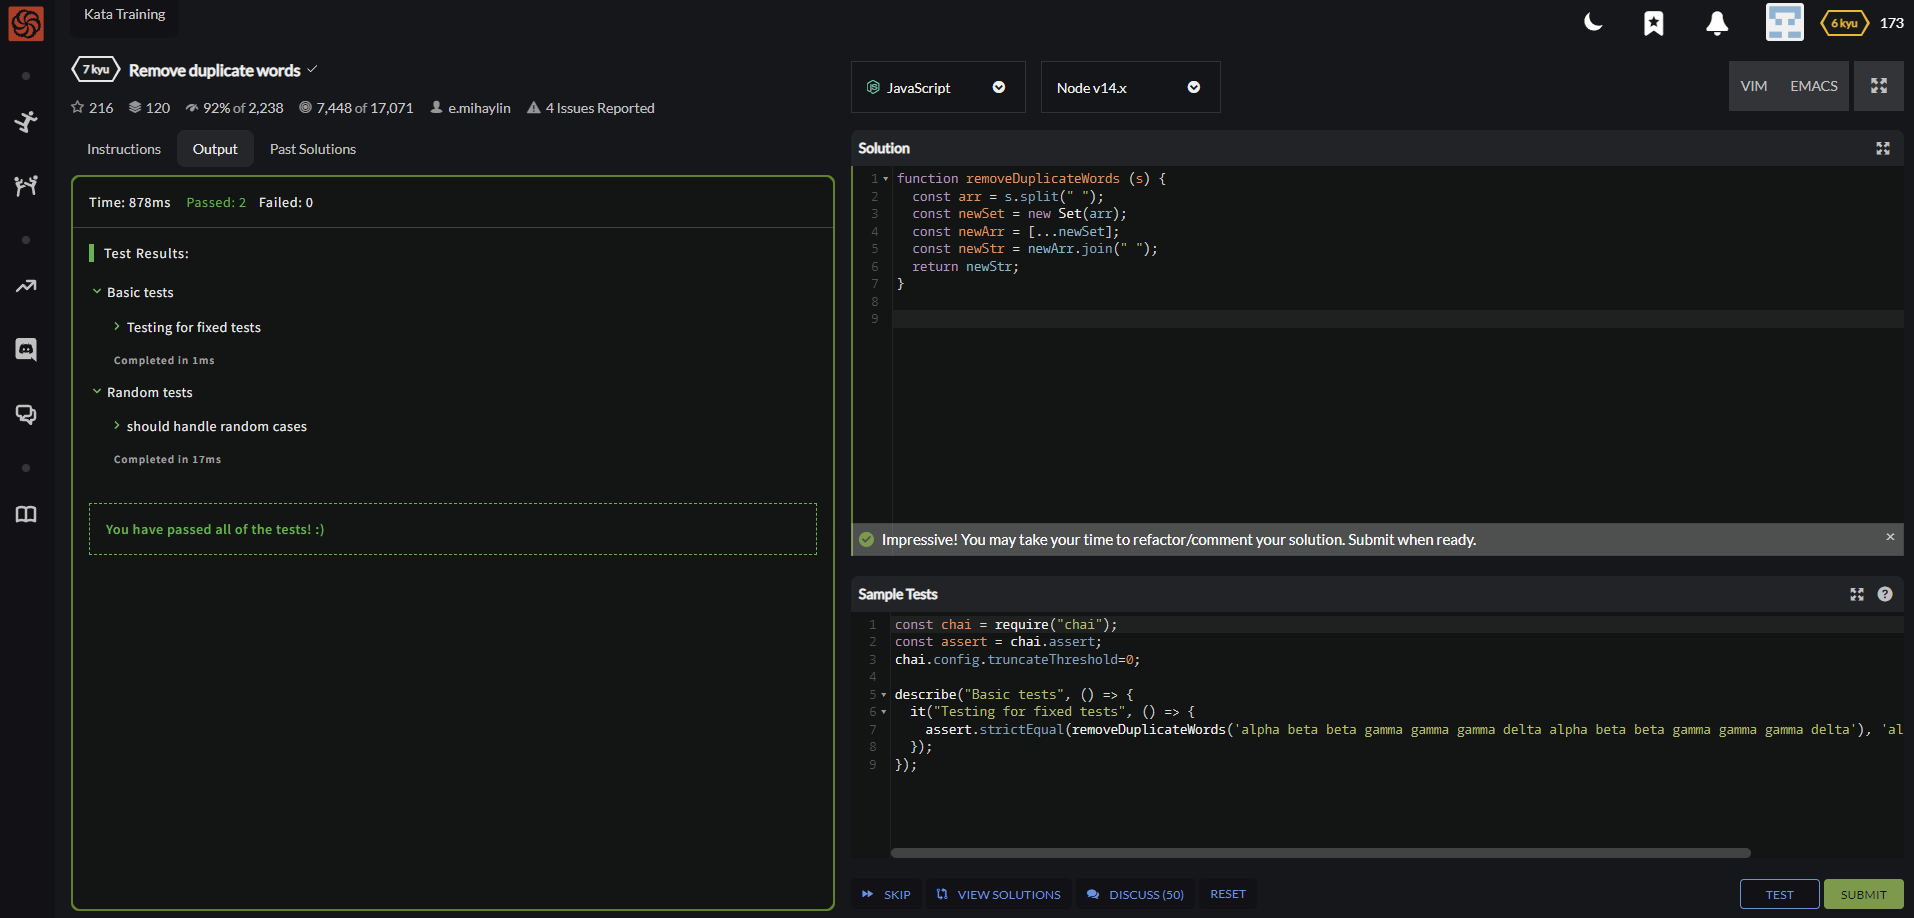 Kata Training
6 kyu 173
7 kyu Remove duplicate words
216 120 92% of 2,238 7,448 of 17,071 e.mihaylin 4 Issues Reported
Instructions Output Past Solutions
Time: 878ms Passed: 2 Failed: 0
Test Results:
Basic tests
Testing for fixed tests
Completed in 1ms
Random tests
should handle random cases
Completed in 17ms
You have passed all of the tests! :)
JavaScript Node v14.x VIM EMACS
Solution
1 function removeDuplicateWords (s) {
2 const arr = s.split(" ");
3 const newSet = new Set(arr);
4 const newArr = [...newSet];
5 const newStr = newArr.join(" ");
6 return newStr;
7 }
8
9
Impressive! You may take your time to refactor/comment your solution. Submit when ready. ×
Sample Tests ?
1 const chai = require("chai");
2 const assert = chai.assert;
3 chai.config.truncateThreshold=0;
4
5 describe("Basic tests", () => {
6 it("Testing for fixed tests", () => {
7 assert.strictEqual(removeDuplicateWords('alpha beta beta gamma gamma gamma delta alpha beta beta gamma gamma gamma delta'), 'al
8 });
9 });
SKIP VIEW SOLUTIONS DISCUSS (50) RESET TEST SUBMIT